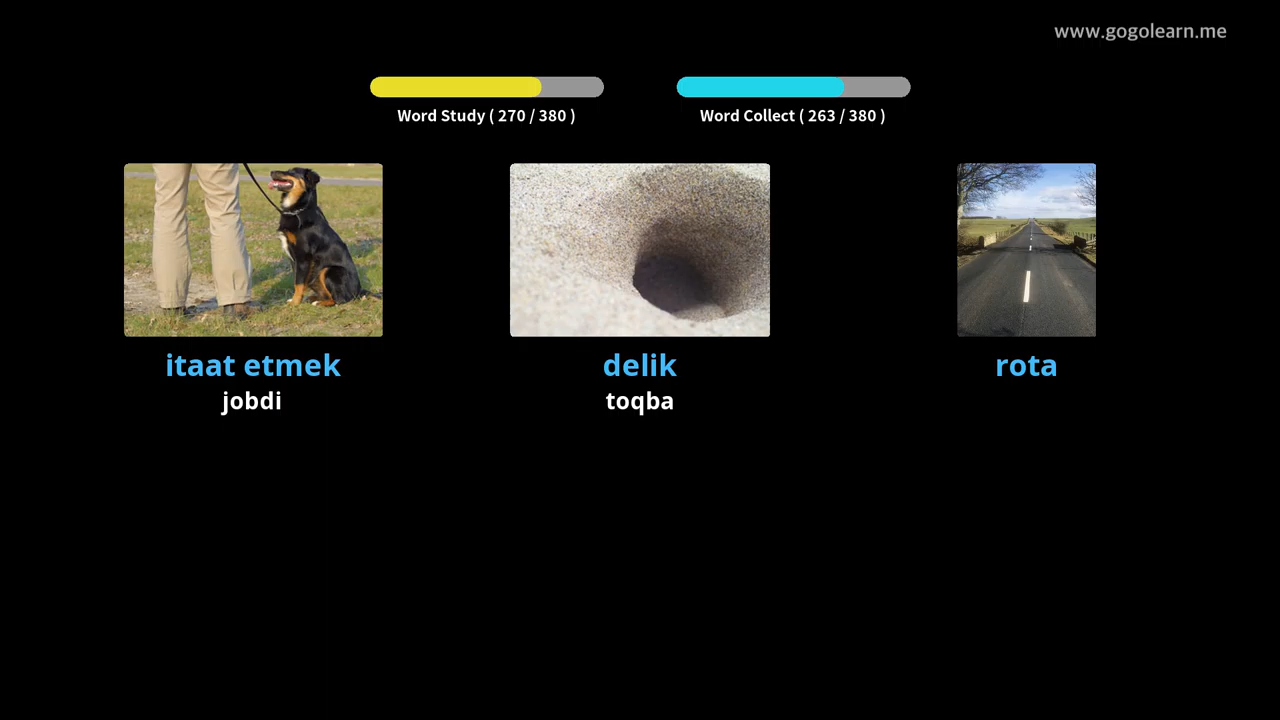 www.gogolearn.me
Word Study ( 270 / 380 )
Word Collect ( 263 / 380 )
itaat etmek
jobdi
delik
toqba
rota